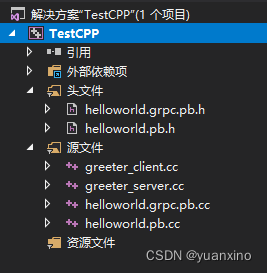 解决方案"TestCPP"(1 个项目)
TestCPP
引用
外部依赖项
头文件
helloworld.grpc.pb.h
helloworld.pb.h
源文件
greeter_client.cc
greeter_server.cc
helloworld.grpc.pb.cc
helloworld.pb.cc
资源文件
CSDN @yuanxino